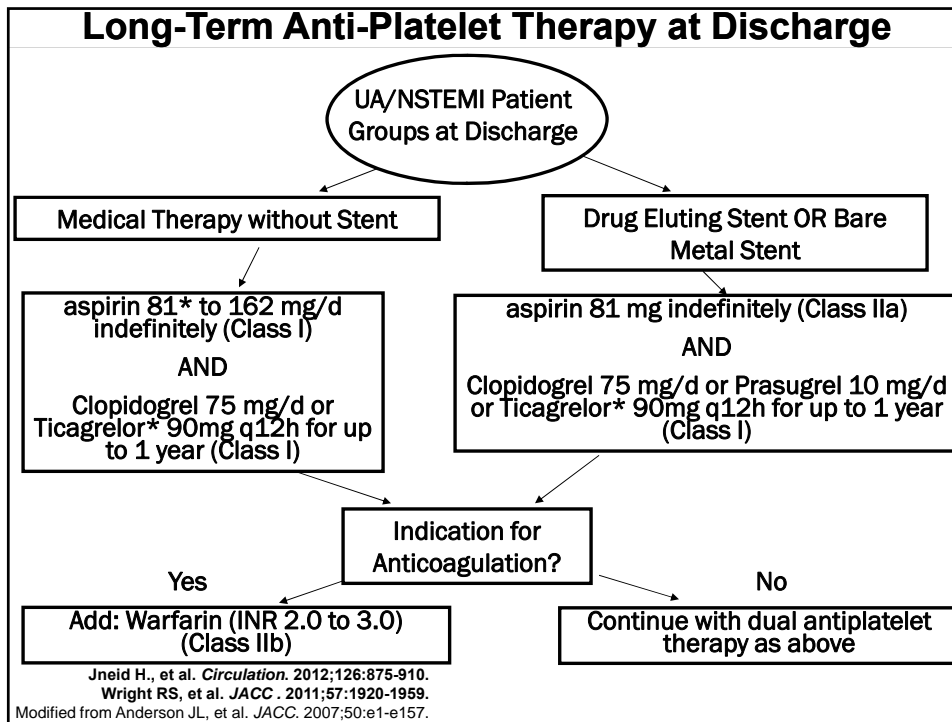 Long-Term Anti-Platelet Therapy at Discharge
UA/NSTEMI Patient
Groups at Discharge
Medical Therapy without Stent
Drug Eluting Stent OR Bare
Metal Stent
aspirin 81* to 162 mg/d
indefinitely (Class I)
AND
Clopidogrel 75 mg/d or
Ticagrelor* 90mg q12h for up
to 1 year (Class I)
aspirin 81 mg indefinitely (Class IIa)
AND
Clopidogrel 75 mg/d or Prasugrel 10 mg/d
or Ticagrelor* 90mg q12h for up to 1 year
(Class I)
Indication for
Anticoagulation?
Yes
No
Add: Warfarin (INR 2.0 to 3.0)
(Class IIb)
Continue with dual antiplatelet
therapy as above
Jneid H., et al. Circulation. 2012;126:875-910.
Wright RS, et al. JACC . 2011;57:1920-1959.
Modified from Anderson JL, et al. JACC. 2007;50:e1-e157.